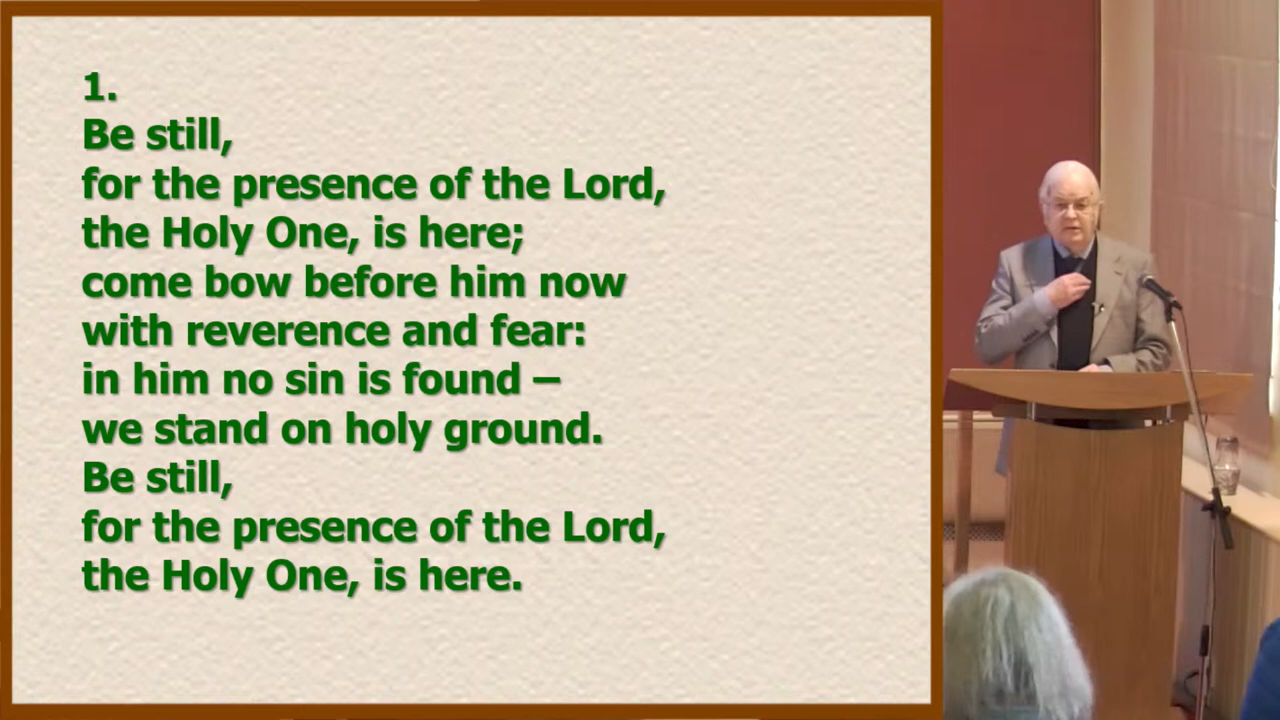 1.
Be still,
for the presence of the Lord,
the Holy One, is here;
come bow before him now
with reverence and fear:
in him no sin is found –
we stand on holy ground.
Be still,
for the presence of the Lord,
the Holy One, is here.